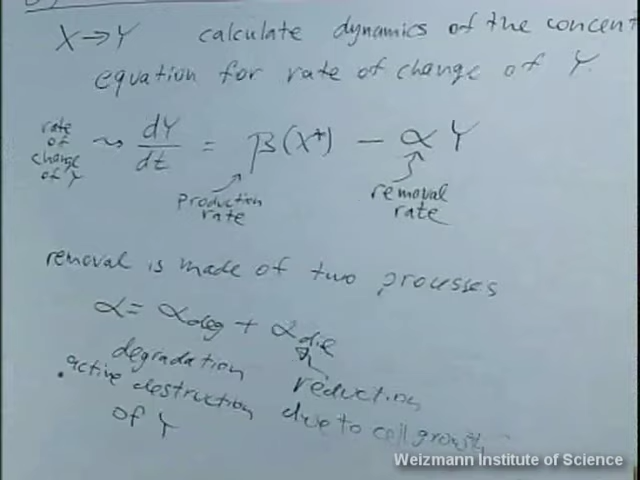 X → Y calculate dynamics of the concent
equation for rate of change of Y.
rate of change of Y ⇝ dY/dt = β(X*) − αY
production rate
removal rate
removal is made of two processes
α = αdeg + αdil
degradation
reduction
• active destruction due to cell growth
of Y
Weizmann Institute of Science